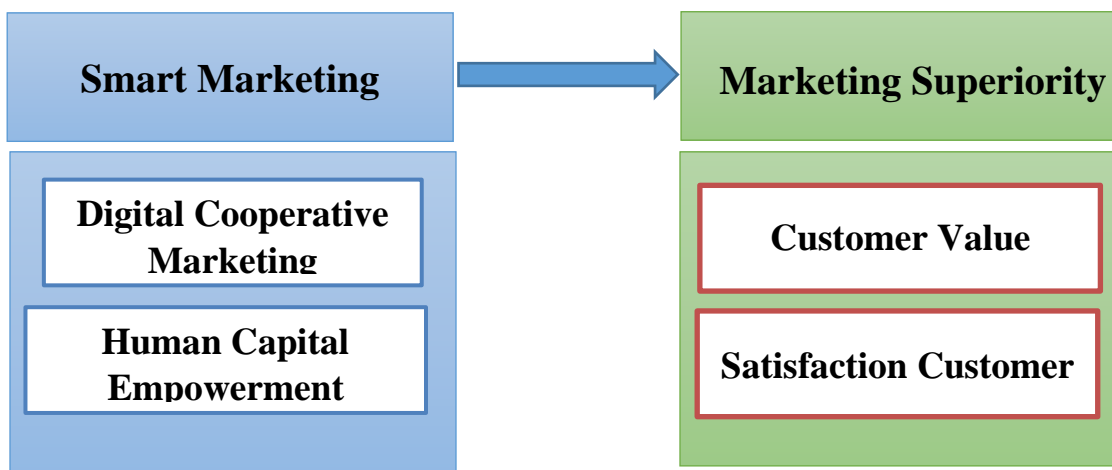 Smart Marketing
Marketing Superiority
Digital Cooperative
Marketing
Human Capital
Empowerment
Customer Value
Satisfaction Customer